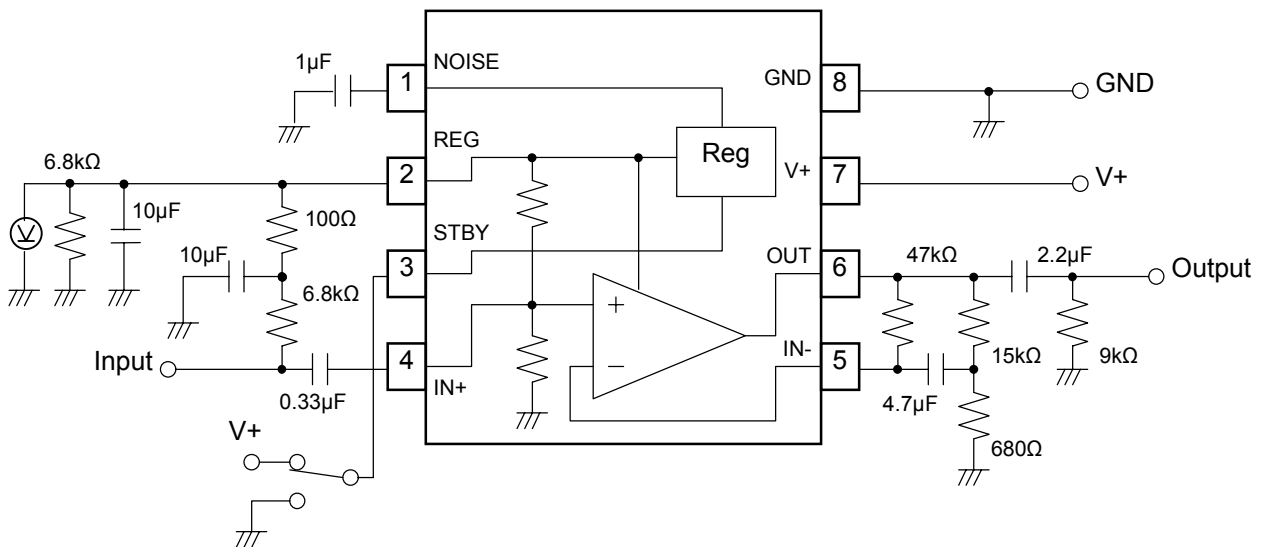 1µF
1
NOISE
GND
8
GND
REG
Reg
6.8kΩ
2
V+
7
V+
10µF
100Ω
STBY
OUT
10µF
3
6
47kΩ
2.2µF
Output
6.8kΩ
+
Input
4
−
IN-
5
15kΩ
9kΩ
IN+
0.33µF
4.7µF
V+
680Ω
V